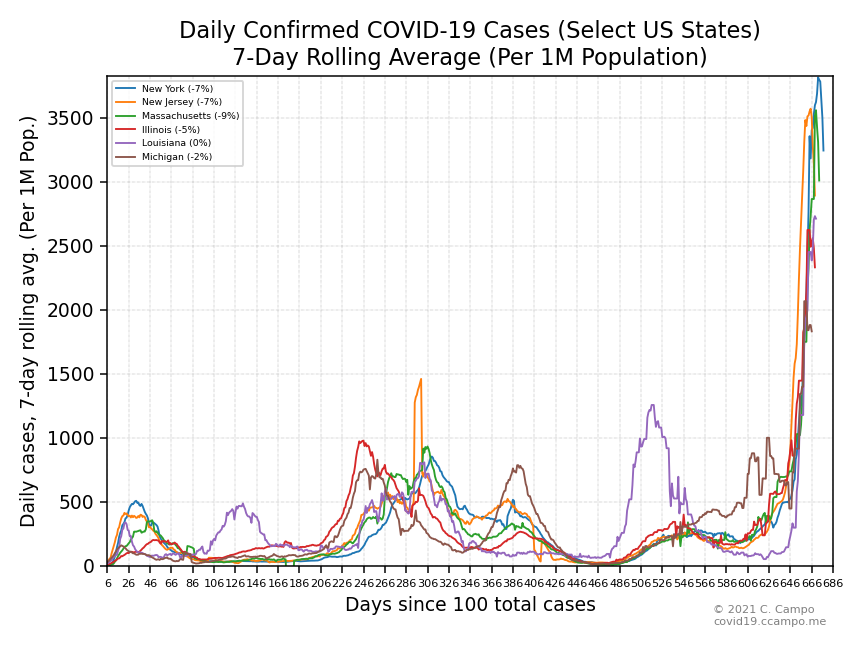 Daily Confirmed COVID-19 Cases (Select US States)
7-Day Rolling Average (Per 1M Population)
New York (-7%)
New Jersey (-7%)
Massachusetts (-9%)
Illinois (-5%)
Louisiana (0%)
Michigan (-2%)
Daily cases, 7-day rolling avg. (Per 1M Pop.)
3500
3000
2500
2000
1500
1000
500
0
6 26 46 66 86 106 126 146 166 186 206 226 246 266 286 306 326 346 366 386 406 426 446 466 486 506 526 546 566 586 606 626 646 666 686
Days since 100 total cases
© 2021 C. Campo
covid19.ccampo.me